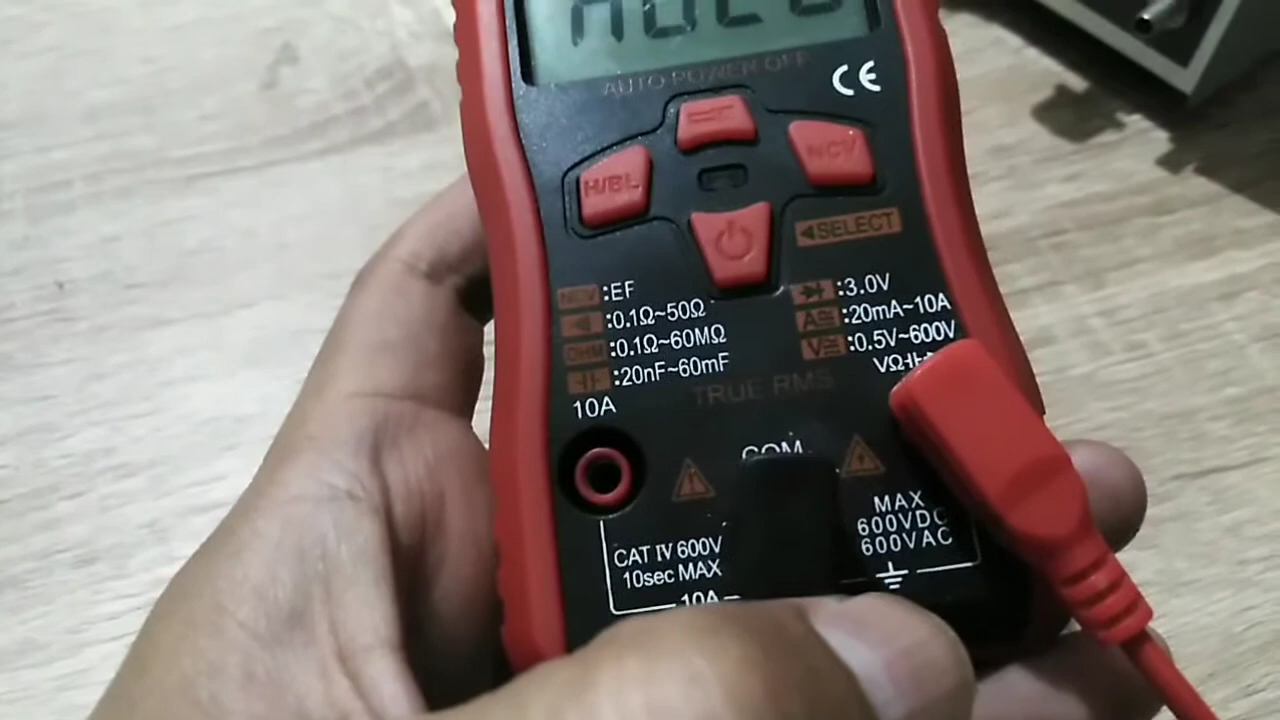 AUTO POWER OFF
CE
H/BL
NCV
◄SELECT
NCV :EF
:0.1Ω~50Ω
OHM :0.1Ω~60MΩ
:20nF~60mF
:3.0V
A≅ :20mA~10A
V≅ :0.5V~600V
VΩ
10A
TRUE RMS
COM
MAX
600VDC
600VAC
CAT IV 600V
10sec MAX
10A